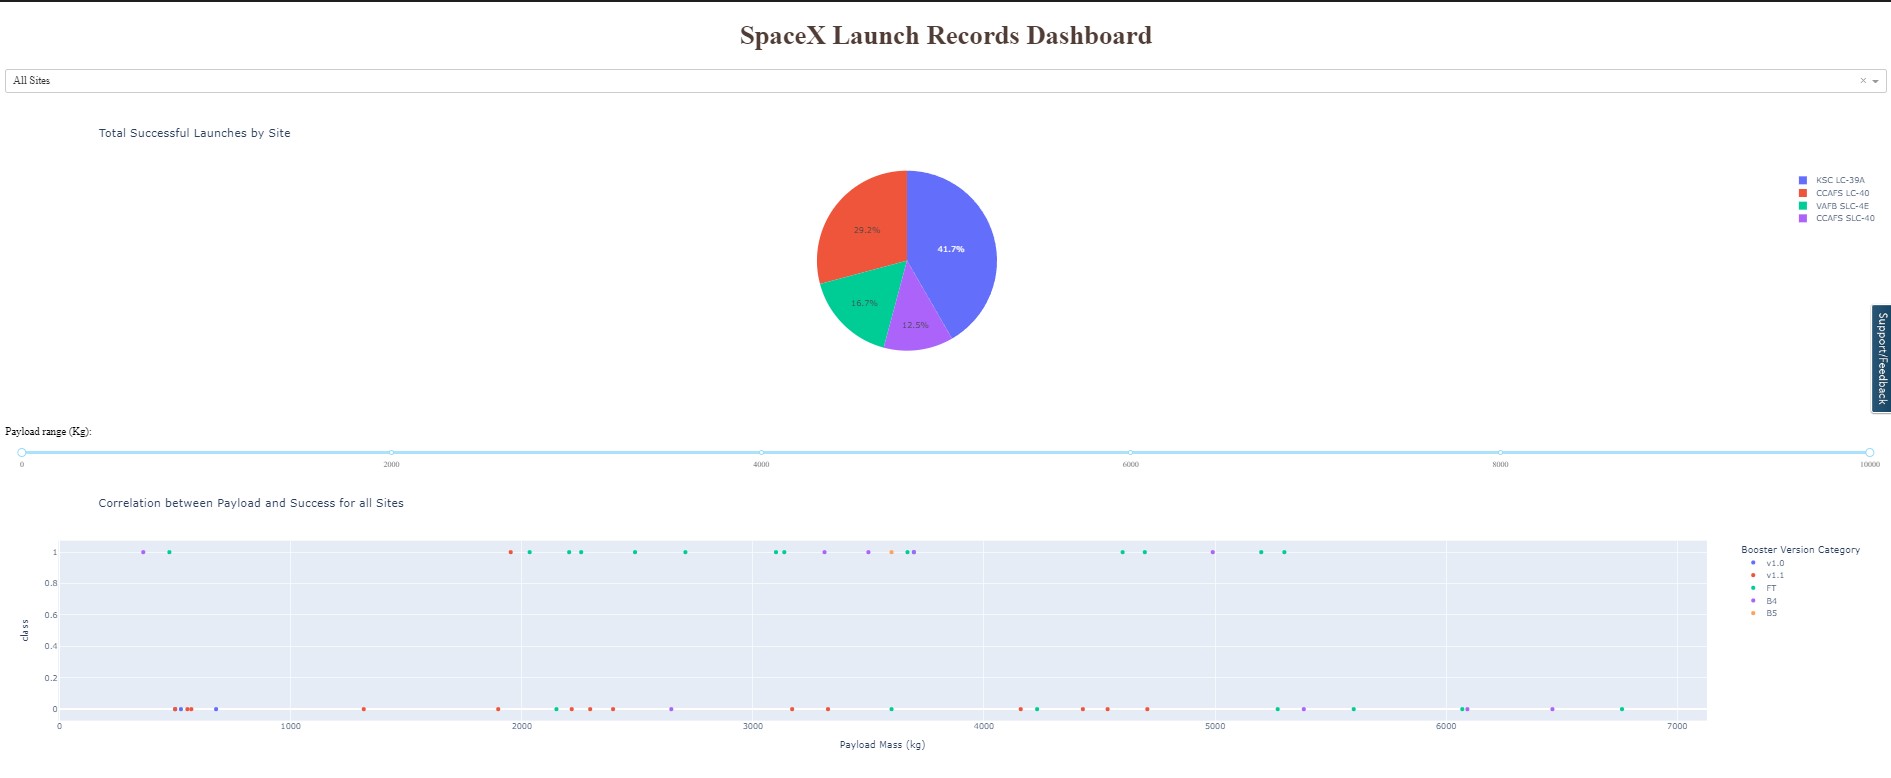 SpaceX Launch Records Dashboard
All Sites
×
Total Successful Launches by Site
KSC LC-39A
CCAFS LC-40
VAFB SLC-4E
CCAFS SLC-40
29.2%
41.7%
16.7%
12.5%
Support/Feedback
Payload range (Kg):
0 2000 4000 6000 8000 10000
Correlation between Payload and Success for all Sites
Booster Version Category
v1.0
v1.1
FT
B4
B5
1
0.8
0.6
0.4
0.2
0
class
0 1000 2000 3000 4000 5000 6000 7000
Payload Mass (kg)